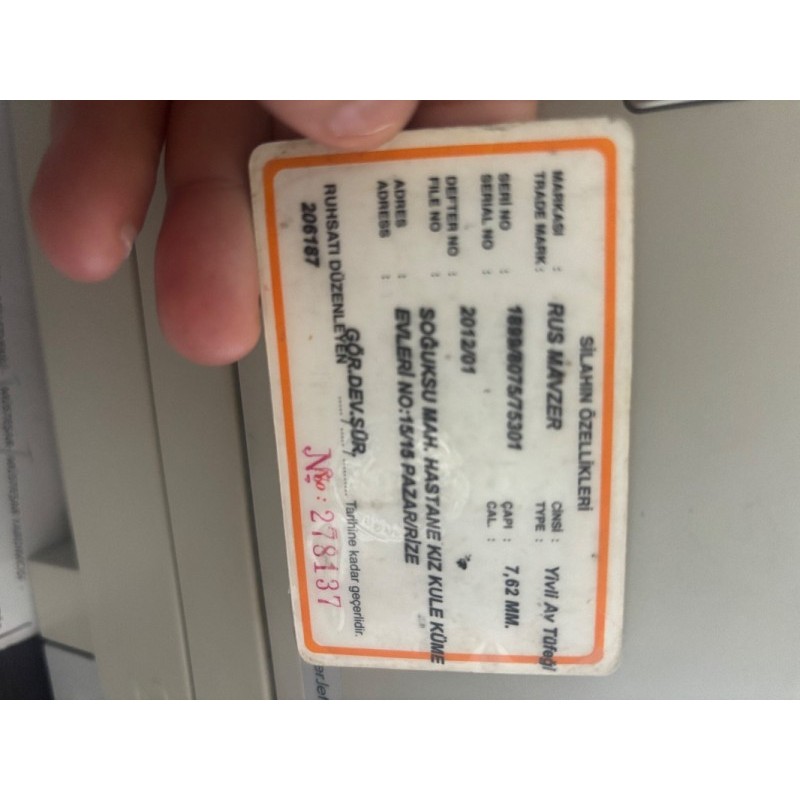 SİLAHIN ÖZELLİKLERİ
MARKASI : RUS MAVZER CİNSİ : Yivli Av Tüfeği
TRADE MARK : TYPE :
SERİ NO : 1899/8075/75301 ÇAPI : 7,62 MM.
SERIAL NO : CAL :
DEFTER NO : 2012/01
FILE NO :
ADRES : SOĞUKSU MAH. HASTANE KIZ KULE KÜME
ADRESS : EVLERİ NO:15/15 PAZAR/RİZE
RUHSATI DÜZENLEYEN GÖR.DEV.SÜR. ..... / ..... / ......... Tarihine kadar geçerlidir.
206187
No: 278137
erJet